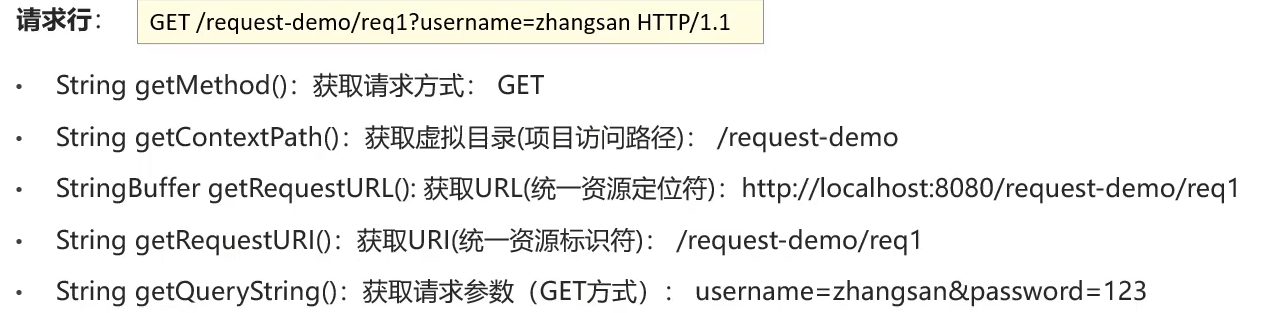 请求行： GET /request-demo/req1?username=zhangsan HTTP/1.1
• String getMethod()：获取请求方式： GET
• String getContextPath()：获取虚拟目录(项目访问路径)： /request-demo
• StringBuffer getRequestURL(): 获取URL(统一资源定位符)：http://localhost:8080/request-demo/req1
• String getRequestURI()：获取URI(统一资源标识符)： /request-demo/req1
• String getQueryString()：获取请求参数（GET方式）： username=zhangsan&password=123